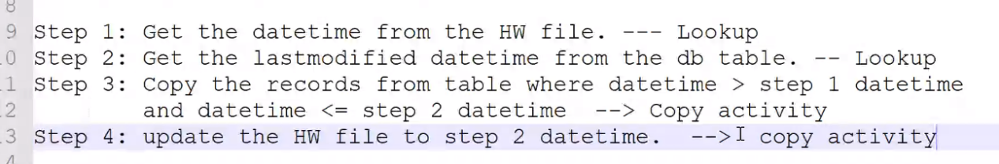 8
9 Step 1: Get the datetime from the HW file. --- Lookup
0 Step 2: Get the lastmodified datetime from the db table. -- Lookup
1 Step 3: Copy the records from table where datetime > step 1 datetime
2 and datetime <= step 2 datetime --> Copy activity
3 Step 4: update the HW file to step 2 datetime. --> copy activity
4